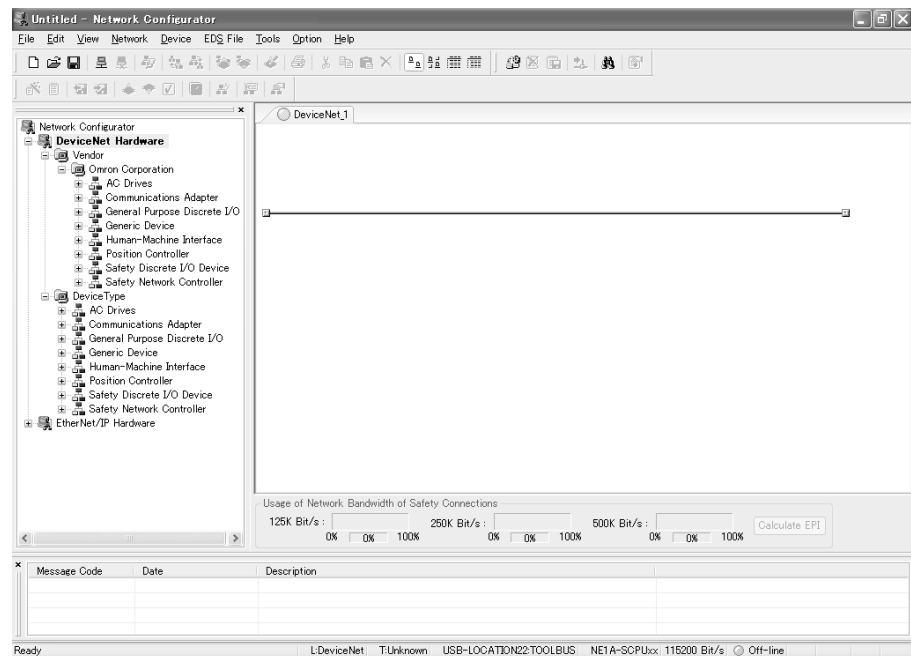 Untitled - Network Configurator
File Edit View Network Device EDS File Tools Option Help
DeviceNet_1
Network Configurator
DeviceNet Hardware
Vendor
Omron Corporation
AC Drives
Communications Adapter
General Purpose Discrete I/O
Generic Device
Human-Machine Interface
Position Controller
Safety Discrete I/O Device
Safety Network Controller
DeviceType
AC Drives
Communications Adapter
General Purpose Discrete I/O
Generic Device
Human-Machine Interface
Position Controller
Safety Discrete I/O Device
Safety Network Controller
EtherNet/IP Hardware
Usage of Network Bandwidth of Safety Connections
125K Bit/s : 250K Bit/s : 500K Bit/s : Calculate EPI
0% 0% 100% 0% 0% 100% 0% 0% 100%
Message Code Date Description
Ready L:DeviceNet T:Unknown USB-LOCATION22:TOOLBUS NE1A-SCPUxx 115200 Bit/s Off-line